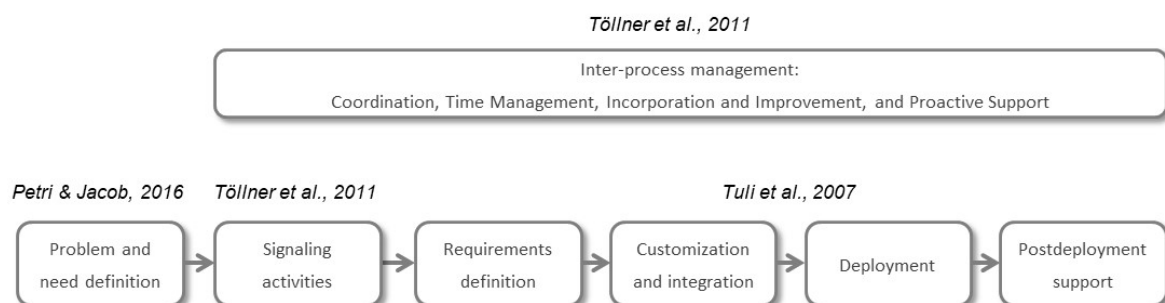 Töllner et al., 2011
Inter-process management:
Coordination, Time Management, Incorporation and Improvement, and Proactive Support
Petri & Jacob, 2016
Töllner et al., 2011
Tuli et al., 2007
Problem and
need definition
Signaling
activities
Requirements
definition
Customization
and integration
Deployment
Postdeployment
support